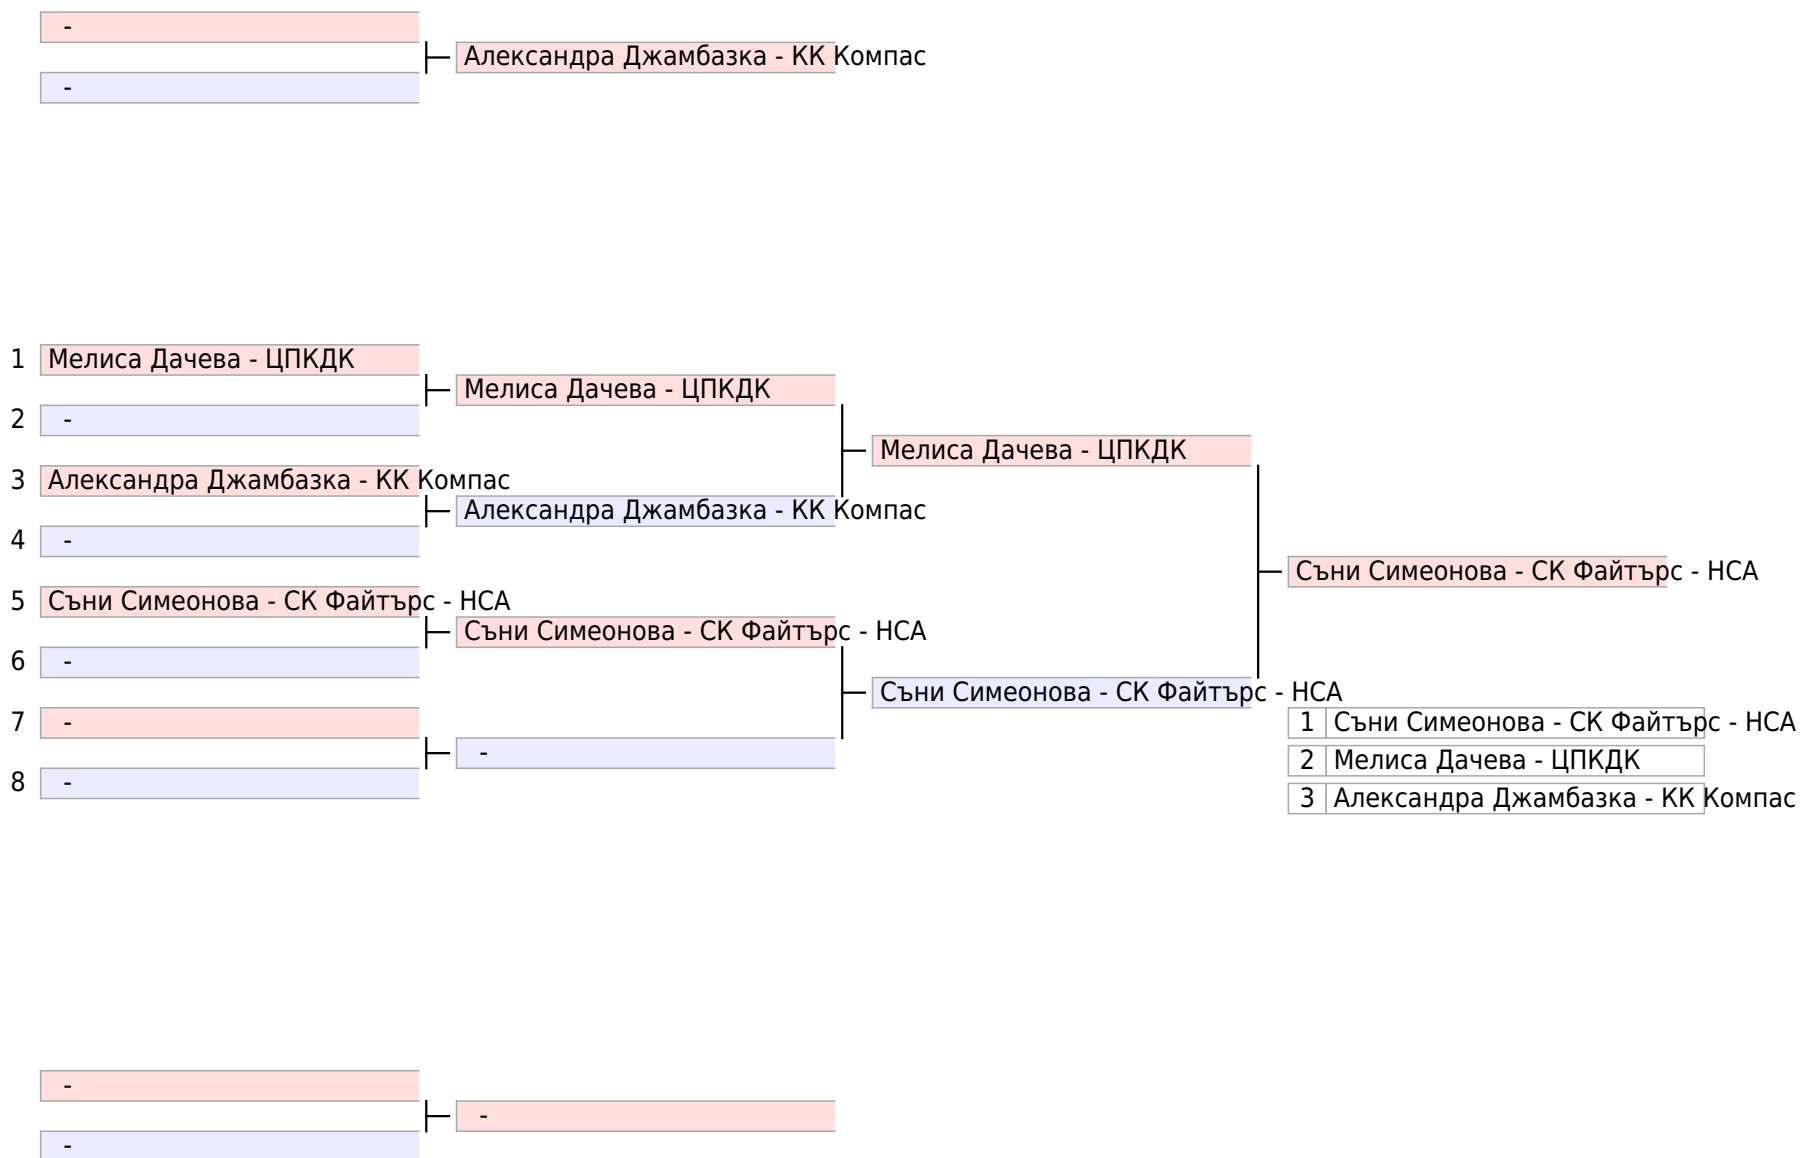 -
Александра Джамбазка - КК Компас
-
1 Мелиса Дачева - ЦПКДК
Мелиса Дачева - ЦПКДК
2 -
Мелиса Дачева - ЦПКДК
3 Александра Джамбазка - КК Компас
Александра Джамбазка - КК Компас
4 -
Съни Симеонова - СК Файтърс - НСА
5 Съни Симеонова - СК Файтърс - НСА
Съни Симеонова - СК Файтърс - НСА
6 -
Съни Симеонова - СК Файтърс - НСА
7 -
1 Съни Симеонова - СК Файтърс - НСА
-
2 Мелиса Дачева - ЦПКДК
8 -
3 Александра Джамбазка - КК Компас
-
-
-